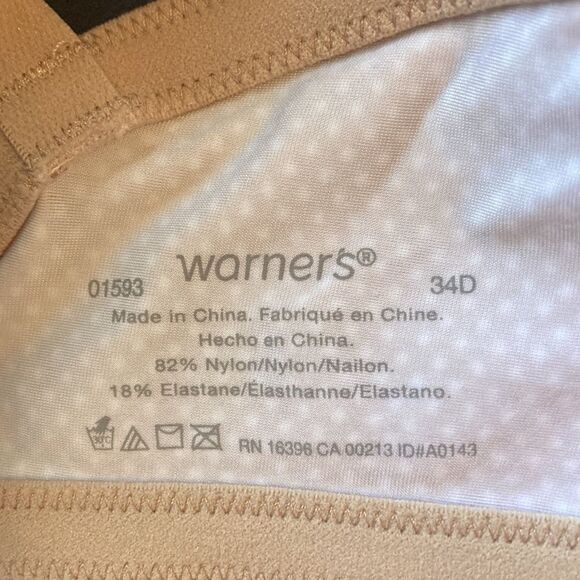 warner's®
01593 34D
Made in China. Fabriqué en Chine.
Hecho en China.
82% Nylon/Nylon/Nailon.
18% Elastane/Élasthanne/Elastano.
30°C RN 16396 CA 00213 ID#A0143